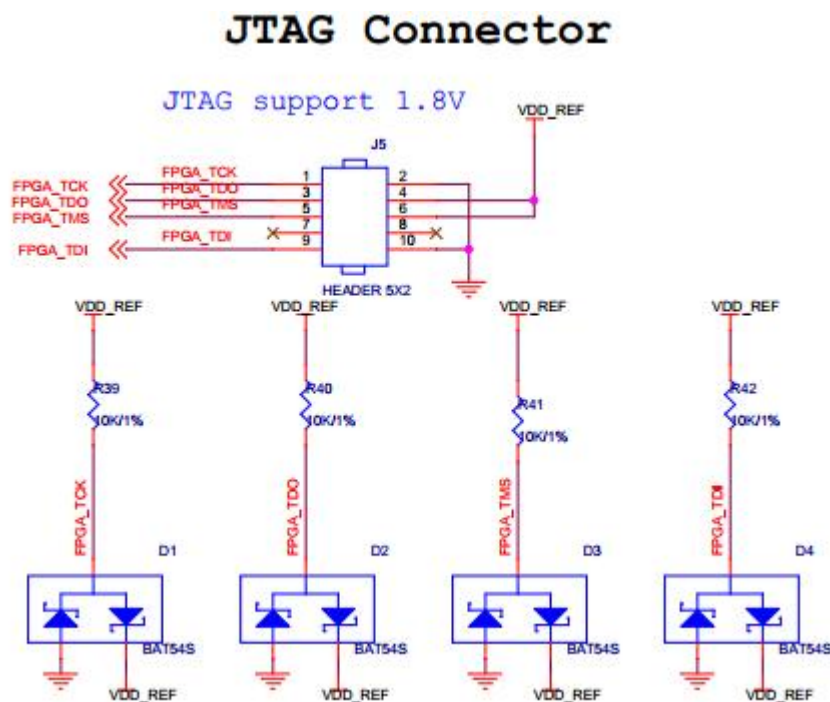 JTAG Connector
JTAG support 1.8V
VDD_REF
J5
FPGA_TCK FPGA_TCK 1 2
FPGA_TDO FPGA_TDO 3 4
FPGA_TMS FPGA_TMS 5 6
7 8
FPGA_TDI FPGA_TDI 9 10
HEADER 5X2
VDD_REF VDD_REF VDD_REF VDD_REF
R39 R40 R41 R42
10K/1% 10K/1% 10K/1% 10K/1%
FPGA_TCK FPGA_TDO FPGA_TMS FPGA_TDI
D1 D2 D3 D4
BAT54S BAT54S BAT54S BAT54S
VDD_REF VDD_REF VDD_REF VDD_REF